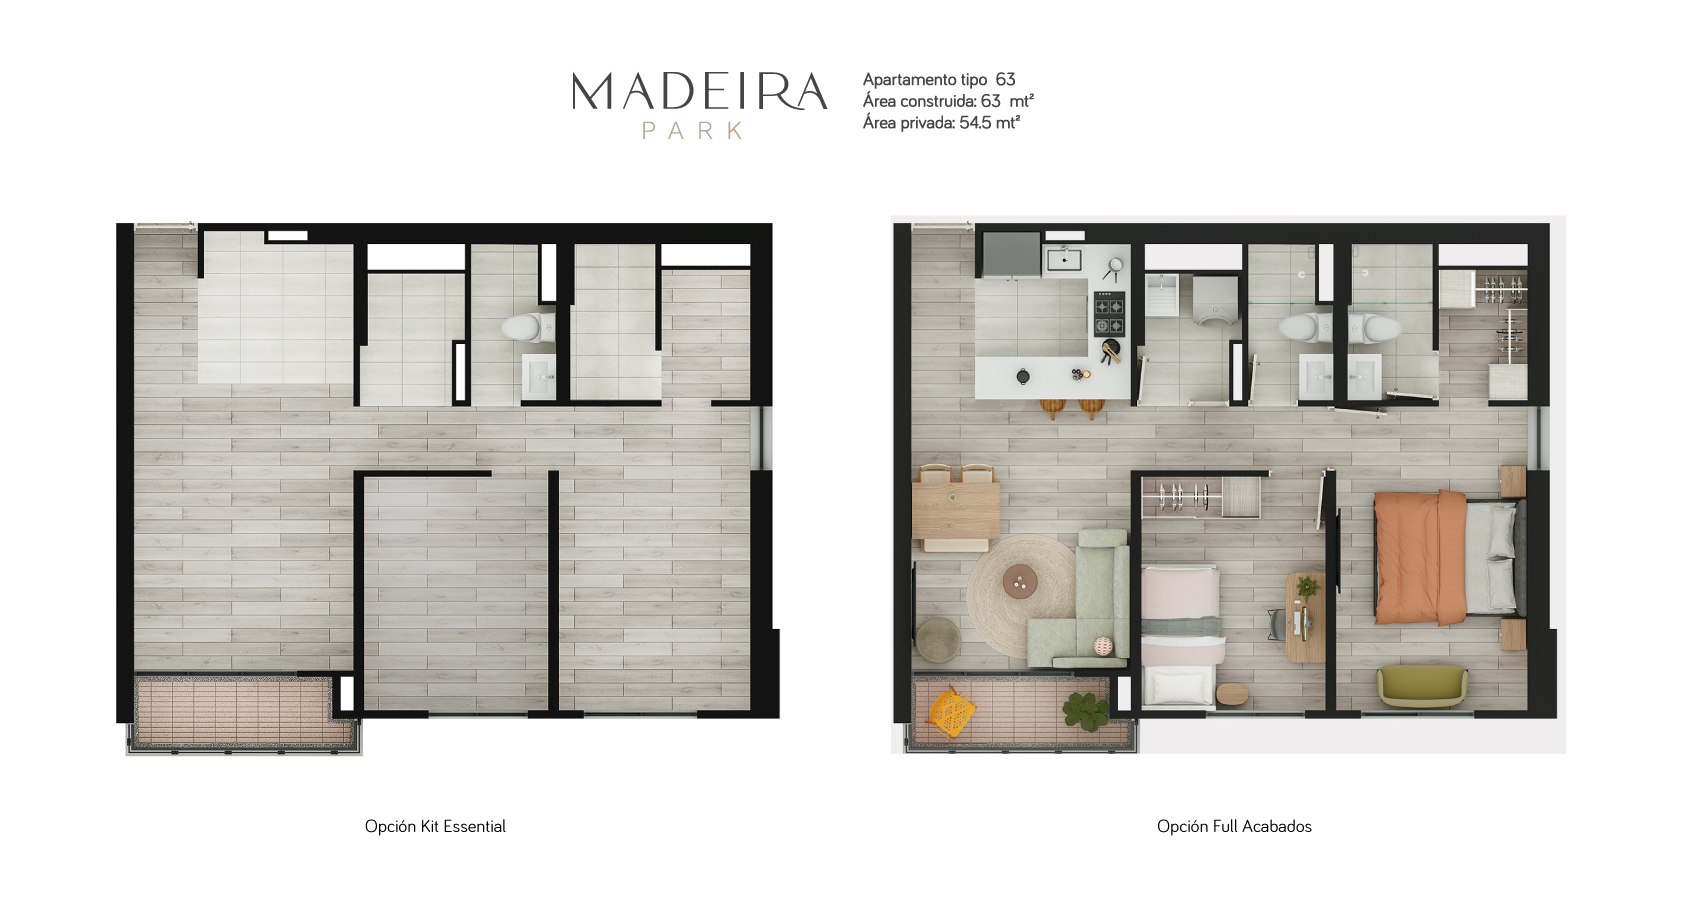 MADEIRA
PARK
Apartamento tipo 63
Área construida: 63 mt²
Área privada: 54.5 mt²
Opción Kit Essential
Opción Full Acabados